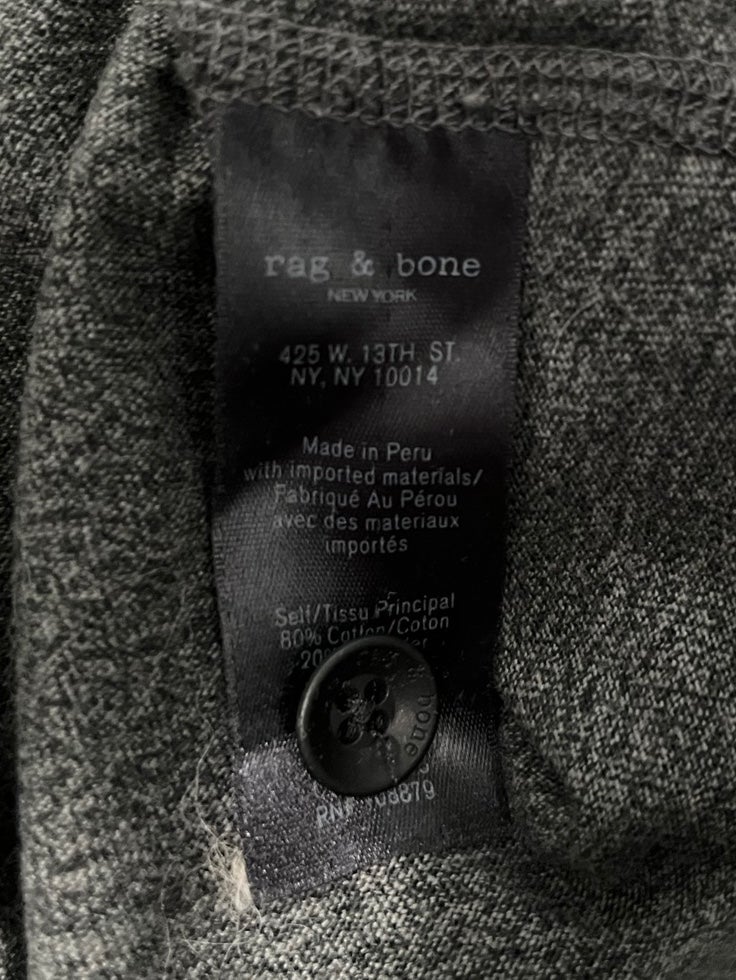 rag & bone
NEW YORK
425 W. 13TH. ST.
NY, NY 10014
Made in Peru
with imported materials/
Fabriqué Au Pérou
avec des materiaux
importés
Self/Tissu Principal
80% Cotton/Coton
& bone